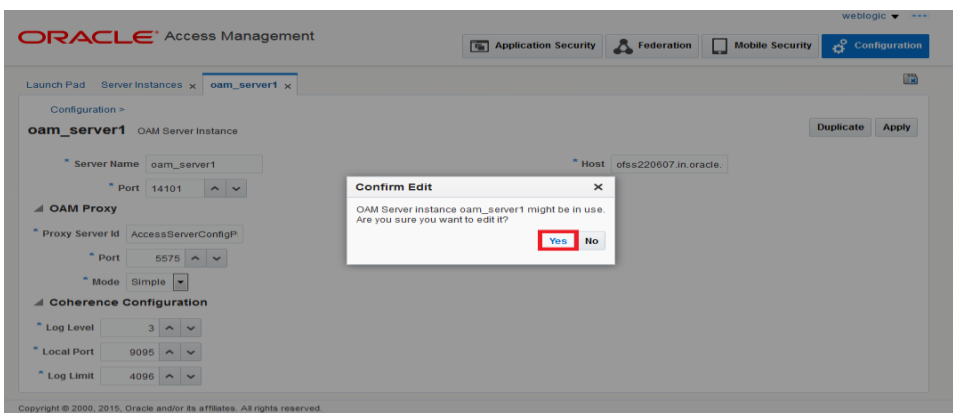 weblogic
ORACLE Access Management
Application Security Federation Mobile Security Configuration
Launch Pad Server Instances x oam_server1 x
Configuration >
oam_server1 OAM Server Instance Duplicate Apply
* Server Name oam_server1 * Host ofss220607.in.oracle.
* Port 14101
OAM Proxy
* Proxy Server Id AccessServerConfigP
* Port 5575
* Mode Simple
Coherence Configuration
* Log Level 3
* Local Port 9095
* Log Limit 4096
Confirm Edit
OAM Server instance oam_server1 might be in use.
Are you sure you want to edit it?
Yes No
Copyright © 2000, 2015, Oracle and/or its affiliates. All rights reserved.